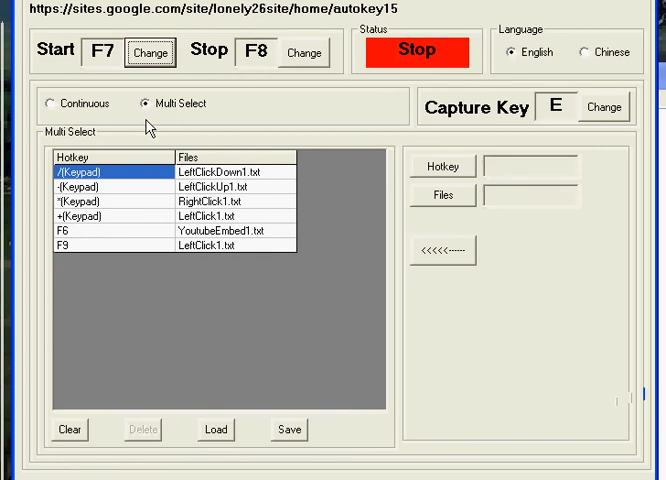 https://sites.google.com/site/lonely26site/home/autokey15
Start F7 Change Stop F8 Change
Status
Stop
Language
English Chinese
Continuous Multi Select
Capture Key E Change
Multi Select
Hotkey Files
/(Keypad) LeftClickDown1.txt
-(Keypad) LeftClickUp1.txt
*(Keypad) RightClick1.txt
+(Keypad) LeftClick1.txt
F6 YoutubeEmbed1.txt
F9 LeftClick1.txt
Hotkey
Files
<<<<<------
Clear Delete Load Save